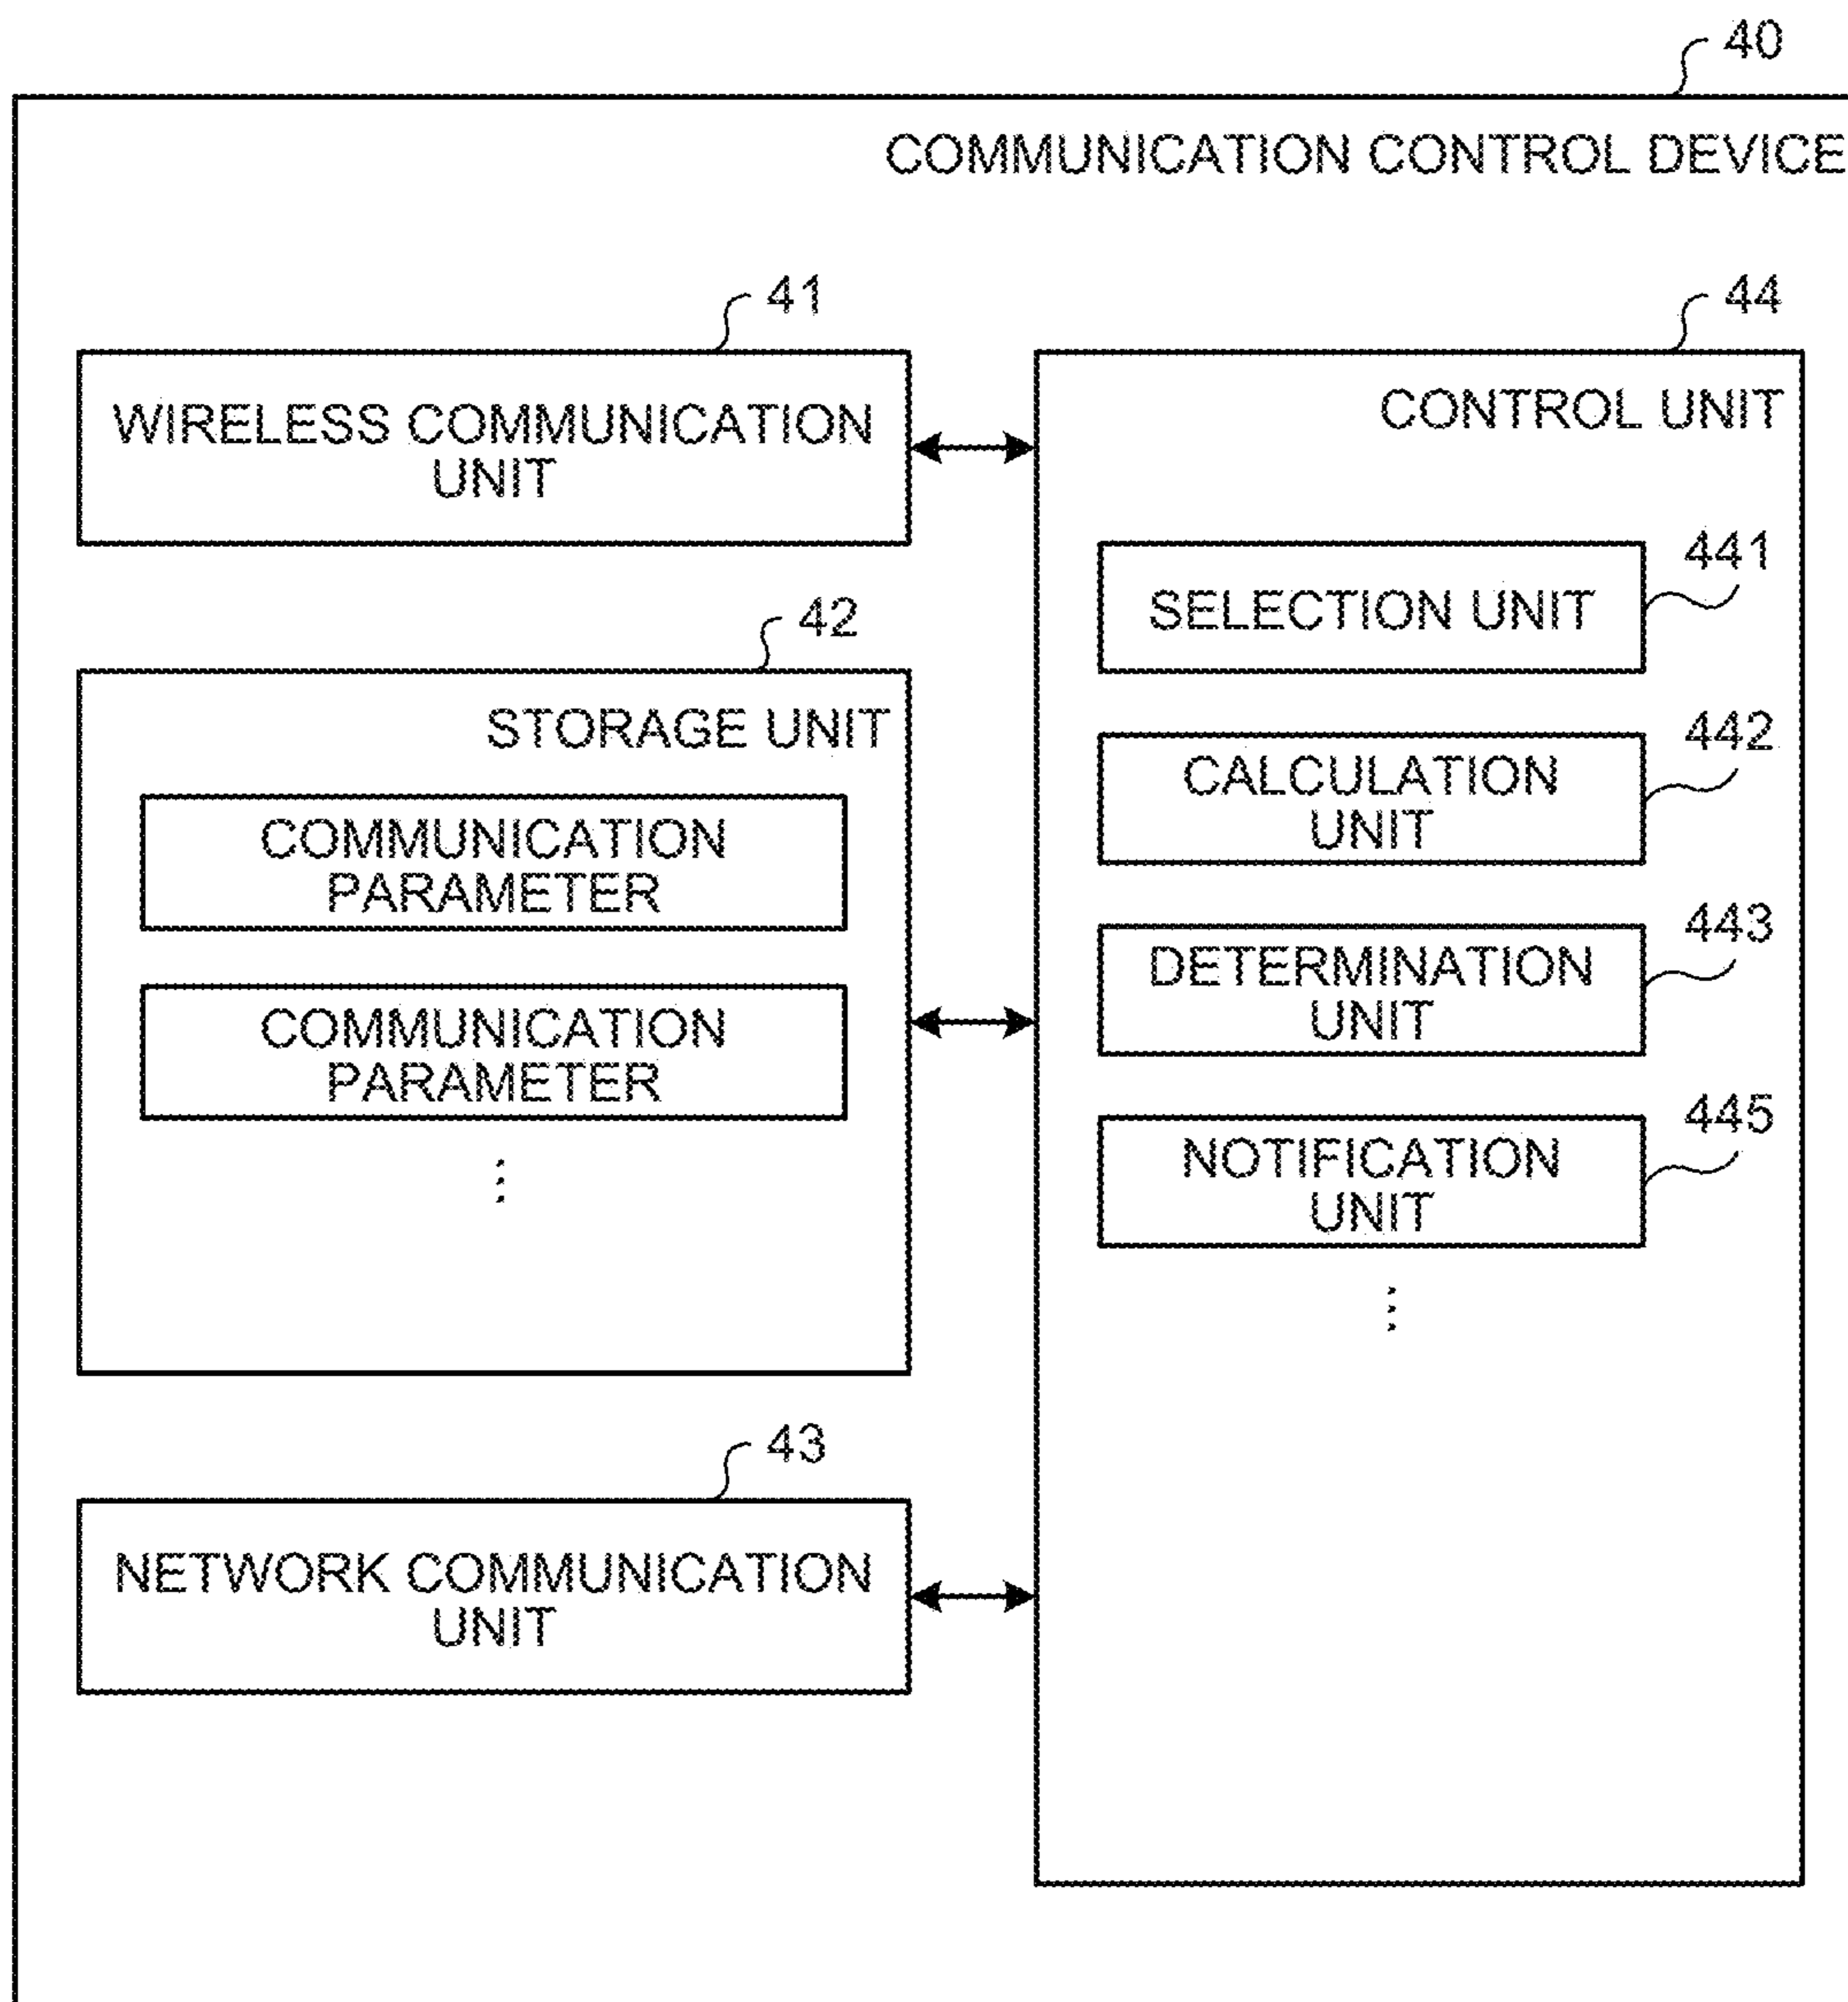 40
COMMUNICATION CONTROL DEVICE
41
WIRELESS COMMUNICATION
UNIT
42
STORAGE UNIT
COMMUNICATION
PARAMETER
COMMUNICATION
PARAMETER
⋮
43
NETWORK COMMUNICATION
UNIT
44
CONTROL UNIT
441
SELECTION UNIT
442
CALCULATION
UNIT
443
DETERMINATION
UNIT
445
NOTIFICATION
UNIT
⋮